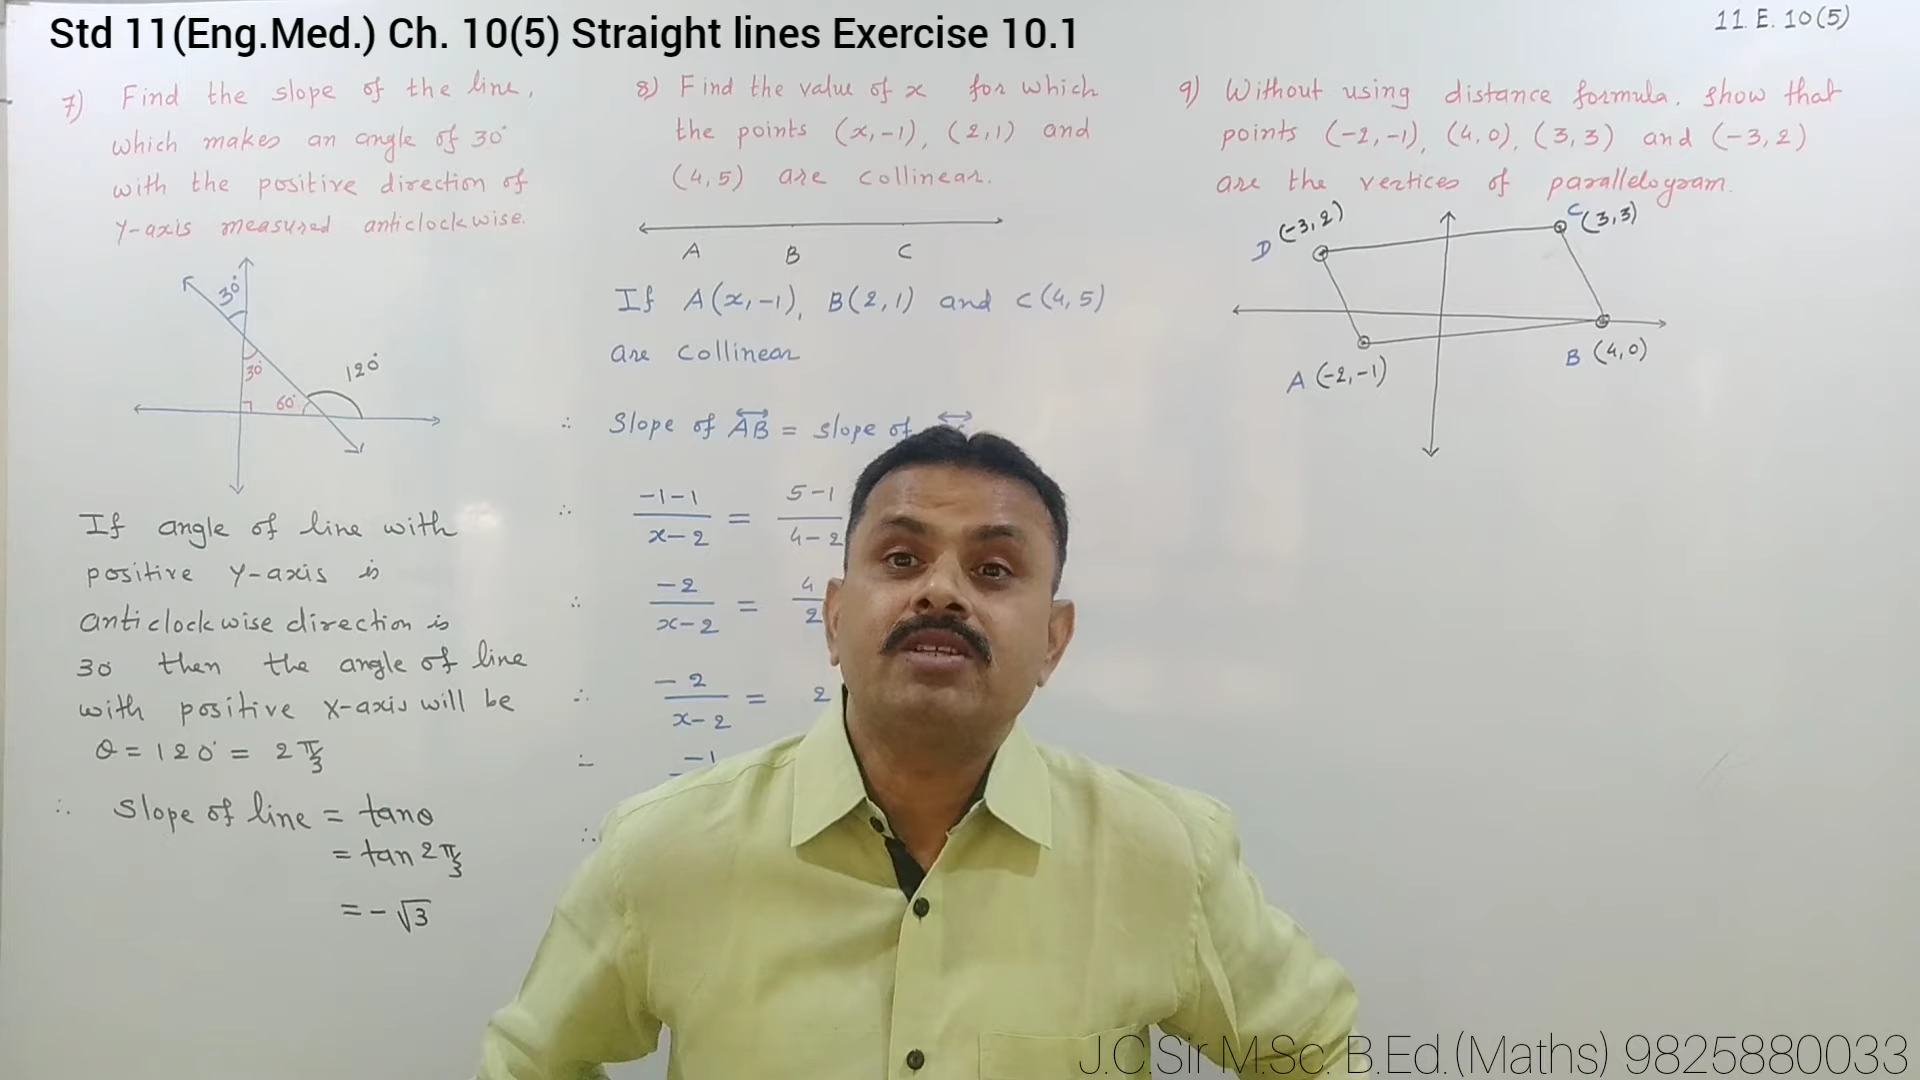 Std 11(Eng.Med.) Ch. 10(5) Straight lines Exercise 10.1
11. E. 10(5)
7) Find the slope of the line,
which makes an angle of 30°
with the positive direction of
Y-axis measured anticlockwise.
30°
30°
60°
120°
If angle of line with
positive Y-axis is
anticlockwise direction is
30 then the angle of line
with positive X-axis will be
θ = 120° = 2π/3
∴ Slope of line = tanθ
= tan 2π/3
= -√3
8) Find the value of x for which
the points (x,-1), (2,1) and
(4,5) are collinear.
A B C
If A(x,-1), B(2,1) and C(4,5)
are collinear
∴ Slope of AB = slope of
∴ -1-1/x-2 = 5-1/4-2
∴ -2/x-2 = 4/2
∴ -2/x-2 = 2
∴ -1
∴
9) Without using distance formula. show that
points (-2,-1), (4,0), (3,3) and (-3,2)
are the vertices of parallelogram.
D (-3,2)
C (3,3)
A (-2,-1)
B (4,0)
J.C.Sir M.Sc. B.Ed.(Maths) 9825880033